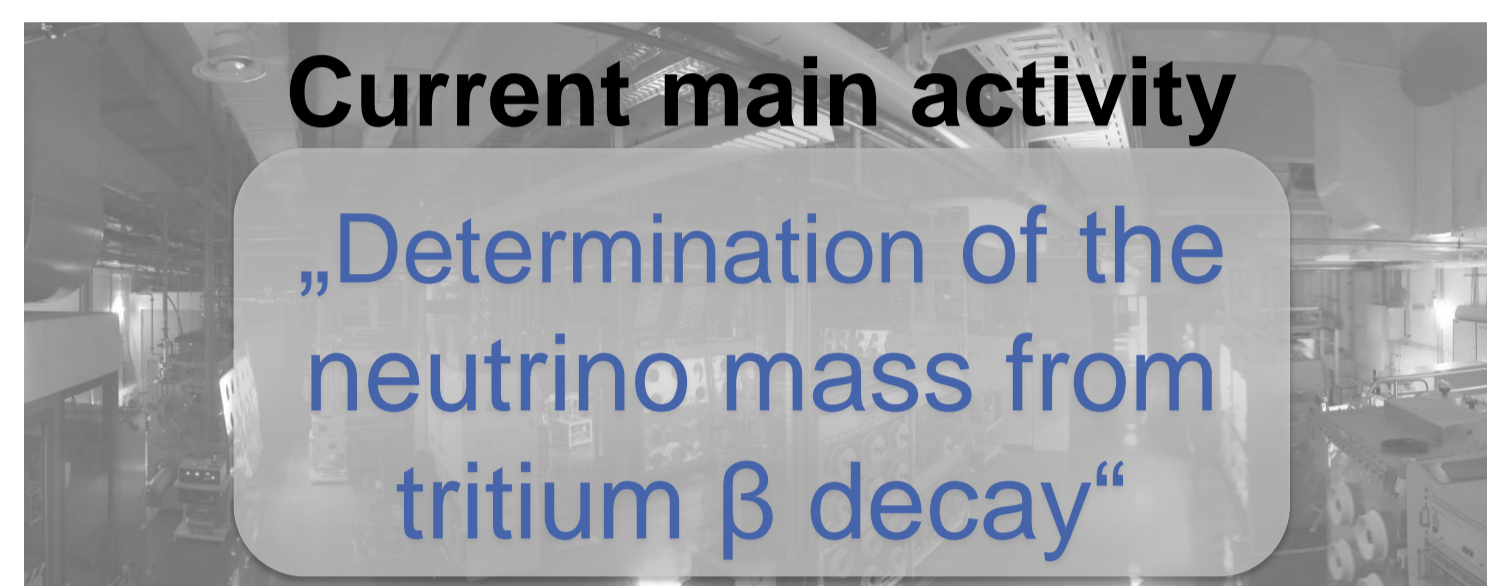 Current main activity
„Determination of the
neutrino mass from
tritium β decay“